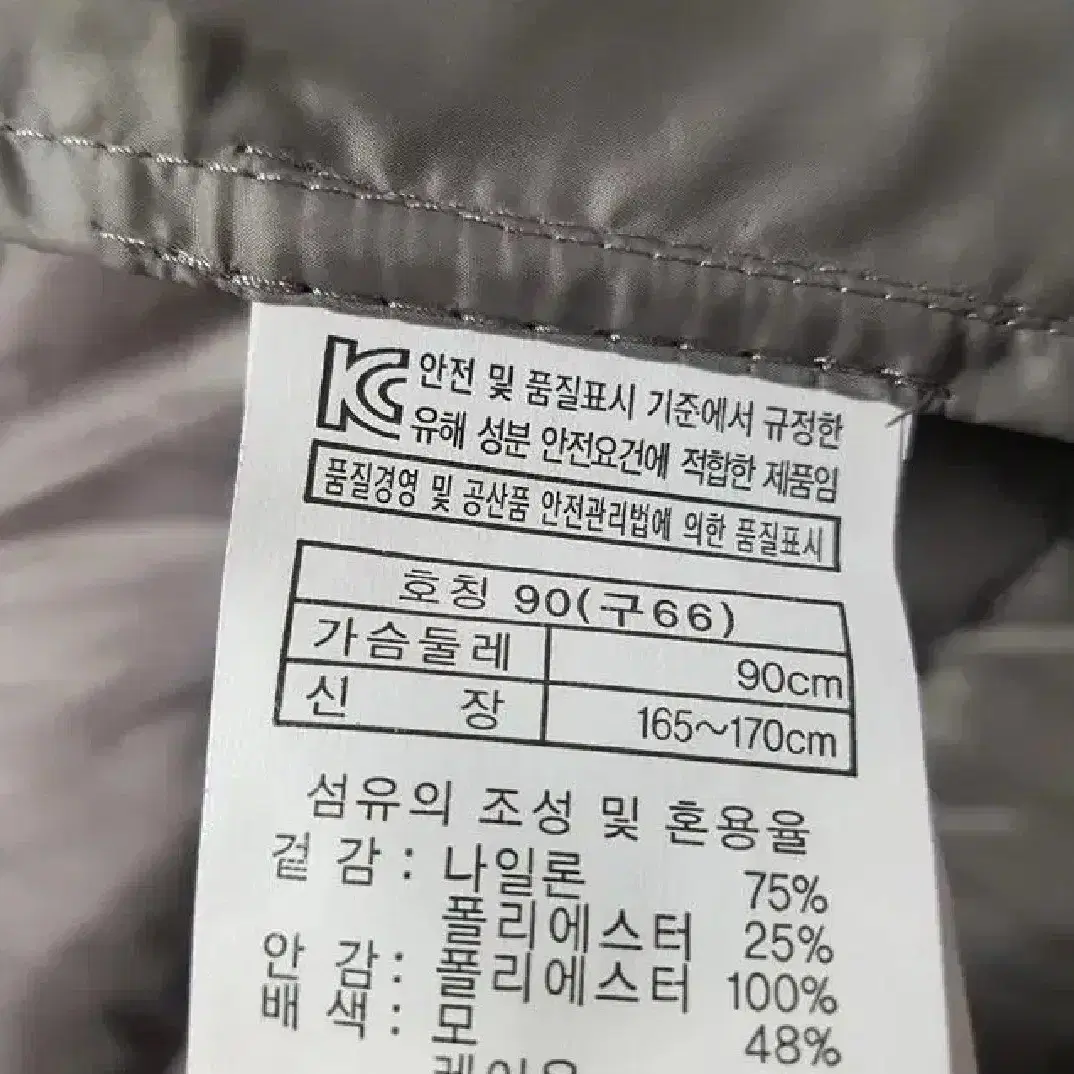 KC 안전 및 품질표시 기준에서 규정한
유해 성분 안전요건에 적합한 제품임
품질경영 및 공산품 안전관리법에 의한 품질표시
호칭 90(구66)
가슴둘레 90cm
신 장 165~170cm
섬유의 조성 및 혼용율
겉 감 : 나일론 75%
폴리에스터 25%
안 감 : 폴리에스터 100%
배 색 : 모 48%